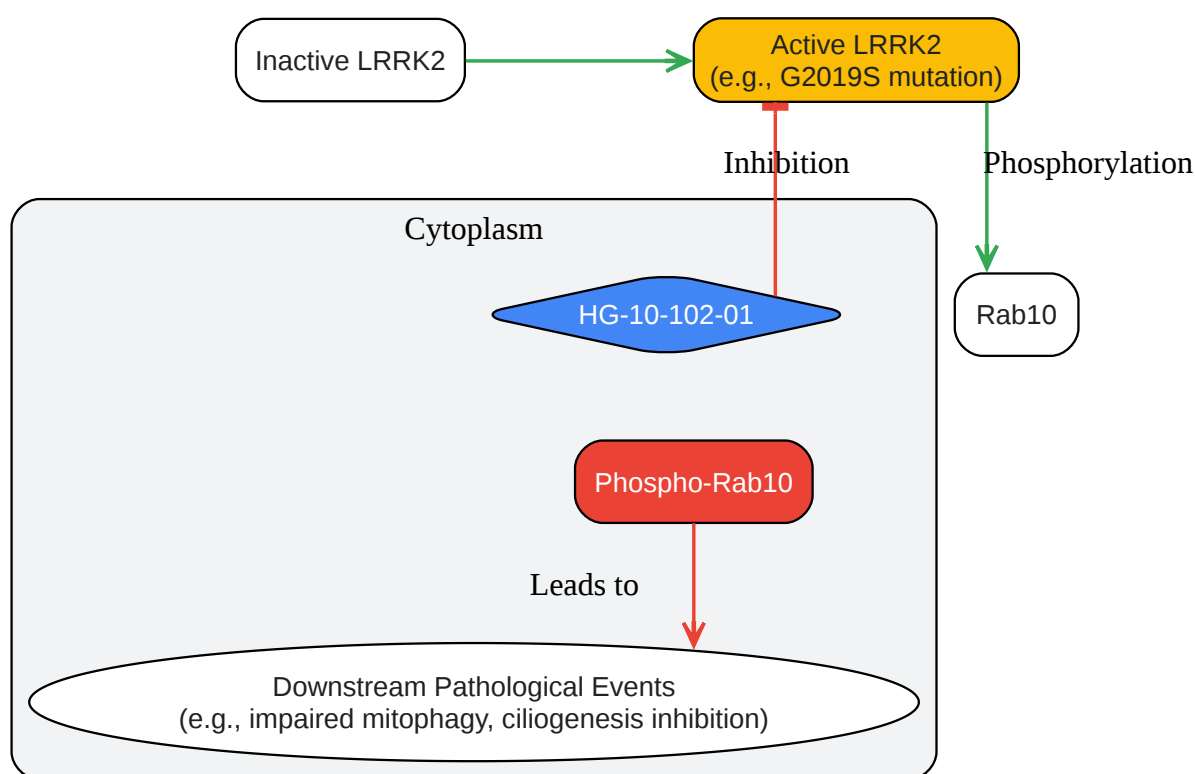 Inactive LRRK2
Active LRRK2
(e.g., G2019S mutation)
Inhibition
Phosphorylation
Cytoplasm
HG-10-102-01
Rab10
Phospho-Rab10
Leads to
Downstream Pathological Events
(e.g., impaired mitophagy, ciliogenesis inhibition)